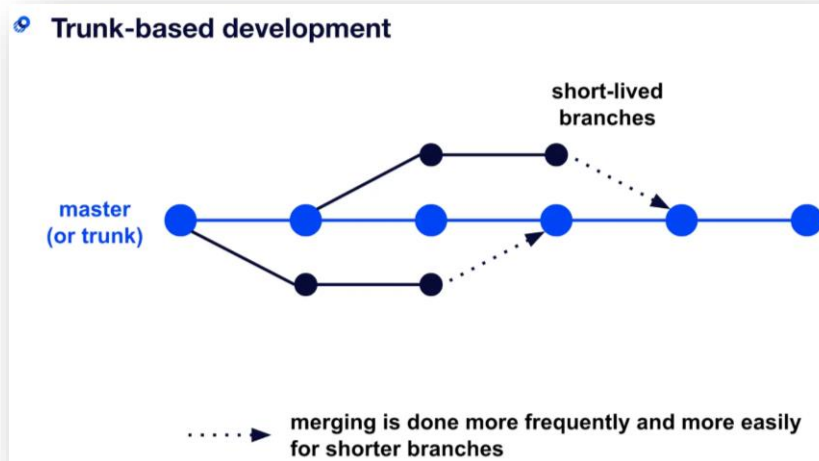 Trunk-based development
short-lived
branches
master
(or trunk)
merging is done more frequently and more easily
for shorter branches